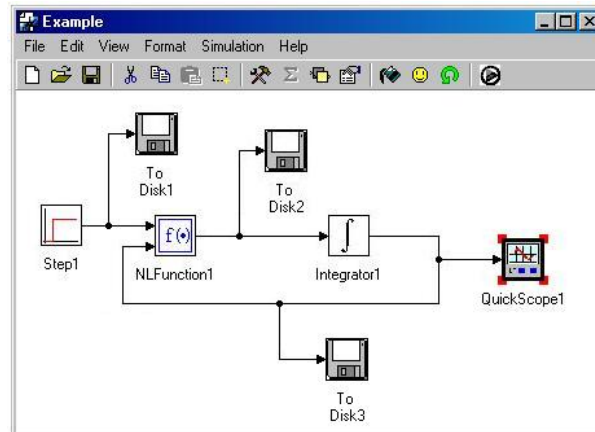 Example
File Edit View Format Simulation Help
To
Disk1
To
Disk2
Step1
f(•)
NLFunction1
∫
Integrator1
QuickScope1
To
Disk3